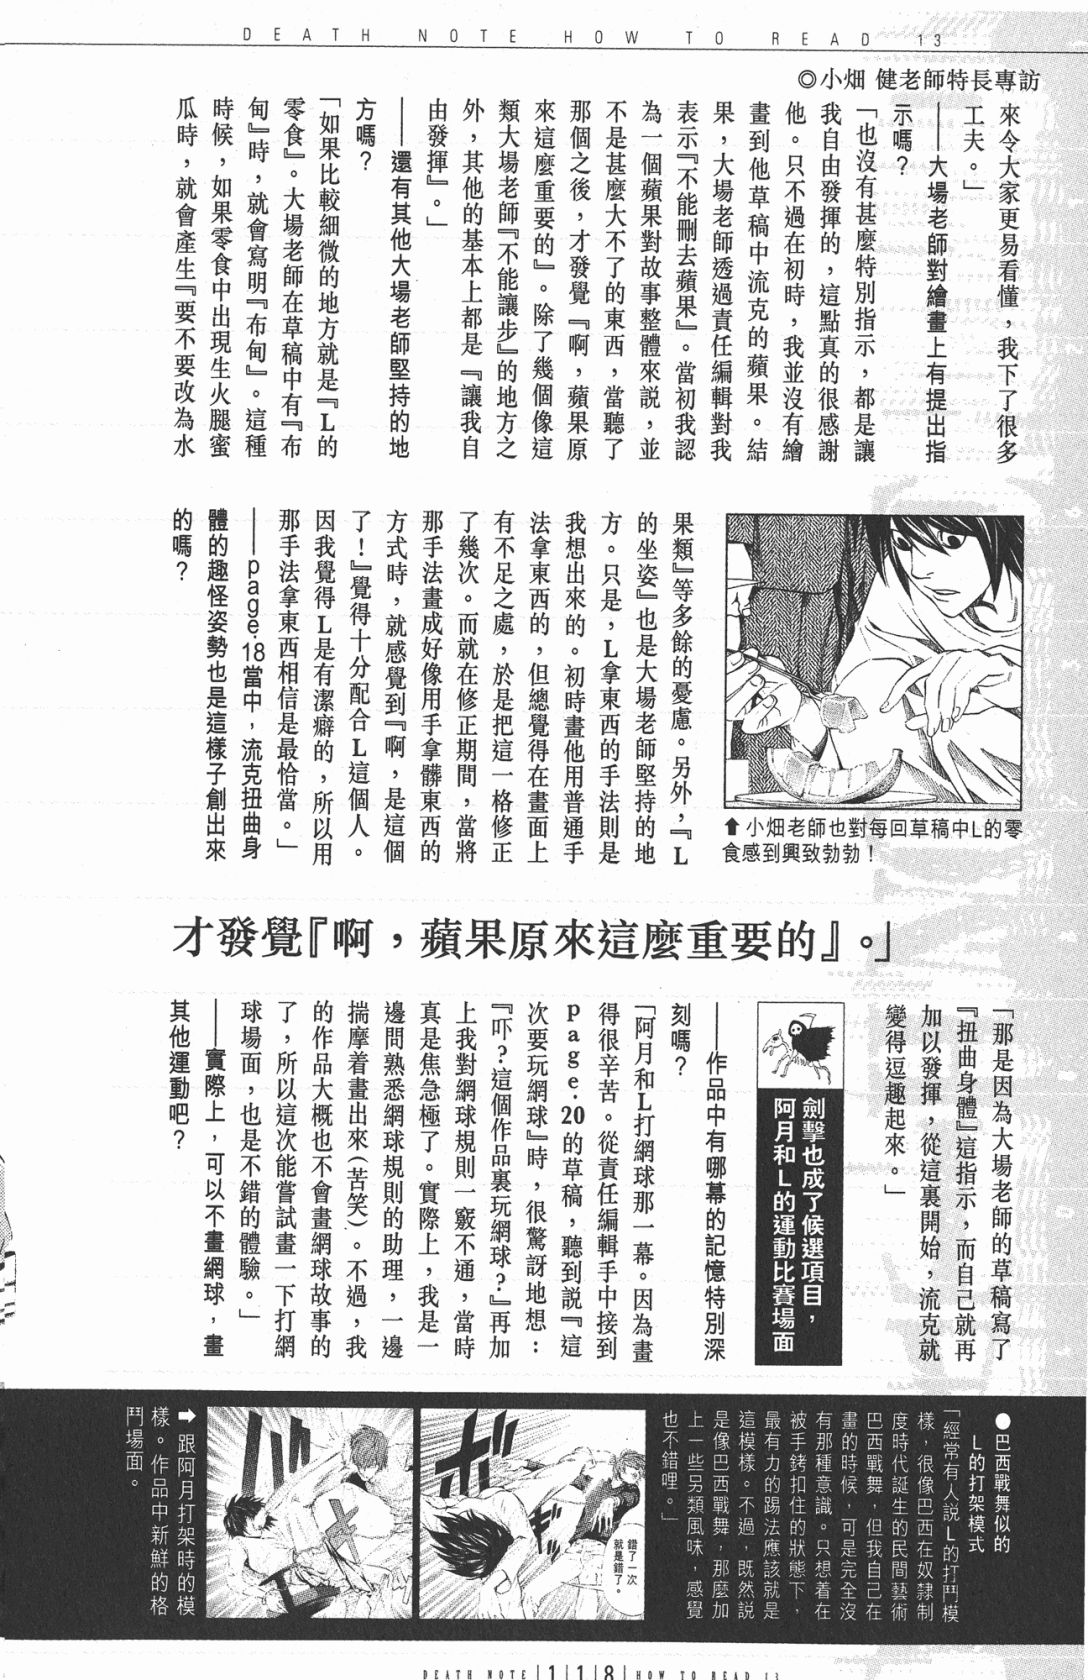 DEATH NOTE HOW TO READ 13
◎小畑 健老師特長專訪
來令大家更易看懂，我下了很多
工夫。」
——大場老師對繪畫上有提出指
示嗎？
「也沒有甚麼特別指示，都是讓
我自由發揮的，這點真的很感謝
他。只不過在初時，我並沒有繪
畫到他草稿中流克的蘋果。結
果，大場老師透過責任編輯對我
表示『不能刪去蘋果』。當初我認
為一個蘋果對故事整體來說，並
不是甚麼大不了的東西，當聽了
那個之後，才發覺『啊，蘋果原
來這麼重要的』。除了幾個像這
類大場老師『不能讓步』的地方之
外，其他的基本上都是『讓我自
由發揮』。」
——還有其他大場老師堅持的地
方嗎？
「如果比較細微的地方就是『L的
零食』。大場老師在草稿中有『布
甸』時，就會寫明『布甸』。這種
時候，如果零食中出現生火腿蜜
瓜時，就會產生『要不要改為水
果類』等多餘的憂慮。另外，『L
的坐姿』也是大場老師堅持的地
方。只是，L拿東西的手法則是
我想出來的。初時畫他用普通手
法拿東西的，但總覺得在畫面上
有不足之處，於是把這一格修正
了幾次。而就在修正期間，當將
那手法畫成好像用手拿髒東西的
方式時，就感覺到『啊，是這個
了！』覺得十分配合L這個人。
因我覺得L是有潔癖的，所以用
那手法拿東西相信是最恰當。」
——page.18當中，流克扭曲身
體的趣怪姿勢也是這樣子創出來
的嗎？
⬆小畑老師也對每回草稿中L的零
食感到興致勃勃！
才發覺『啊，蘋果原來這麼重要的』。」
「那是因為大場老師的草稿寫了
『扭曲身體』這指示，而自己就再
加以發揮，從這裏開始，流克就
變得逗趣起來。」
劍擊也成了候選項目，
阿月和L的運動比賽場面
——作品中有哪幕的記憶特別深
刻嗎？
「阿月和L打網球那一幕。因為畫
得很辛苦。從責任編輯手中接到
page.20的草稿，聽到說『這
次要玩網球』時，很驚訝地想：
『吓？這個作品裏玩網球？』再加
上我對網球規則一竅不通，當時
真是焦急極了。實際上，我是一
邊問熟悉網球規則的助理，一邊
揣摩着畫出來（苦笑）。不過，我
的作品大概也不會畫網球故事的
了，所以這次能嘗試畫一下打網
球場面，也是不錯的體驗。」
——實際上，可以不畫網球，畫
其他運動吧？
●巴西戰舞似的
L的打架模式
「經常有人說L的打鬥模
樣，很像巴西在奴隸制
度時代誕生的民間藝術
巴西戰舞，但我自己在
畫的時候，可是完全沒
有那種意識。只想着在
被手銬扣住的狀態下，
最有力的踢法應該就是
這模樣。不過，既然說
是像巴西戰舞，那麼加
上一些另類風味，感覺
也不錯哩。」
錯了一次
就是錯了。
➡跟阿月打架時的模
樣。作品中新鮮的格
鬥場面。
DEATH NOTE|118|HOW TO READ 13